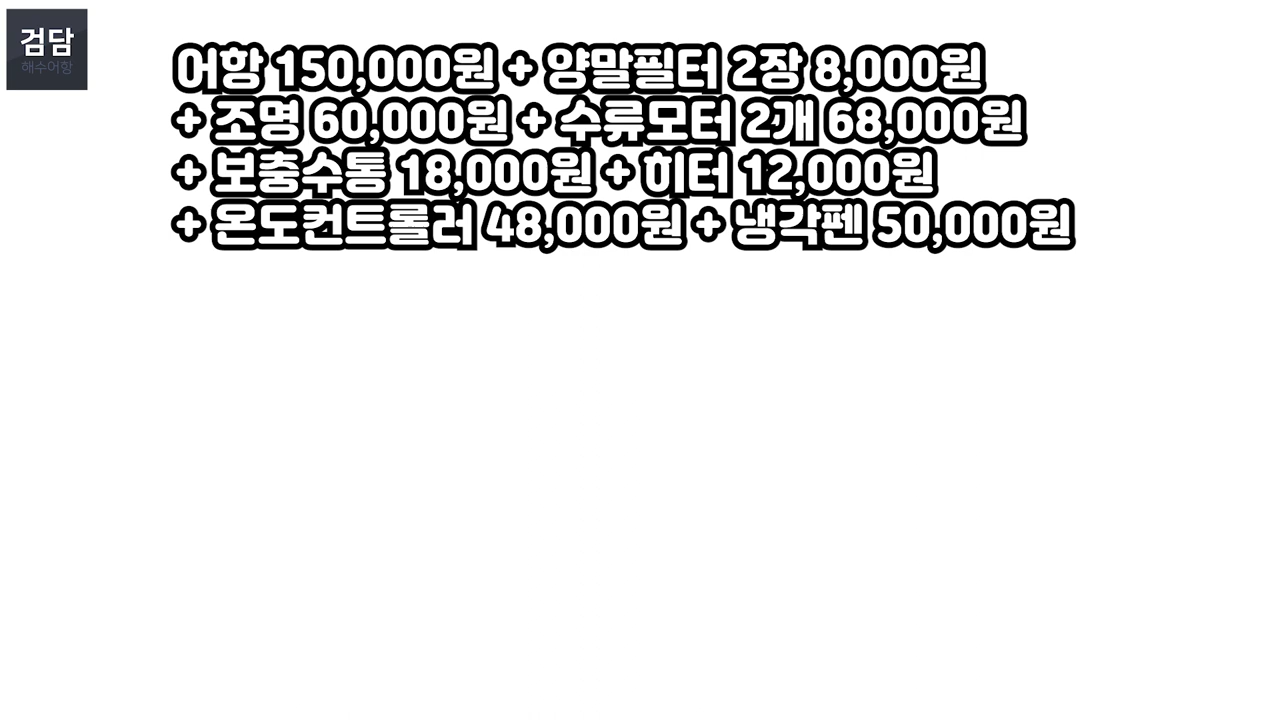 검담
해수어항
어항 150,000원 + 양말필터 2장 8,000원
+ 조명 60,000원 + 수류모터 2개 68,000원
+ 보충수통 18,000원 + 히터 12,000원
+ 온도컨트롤러 48,000원 + 냉각펜 50,000원